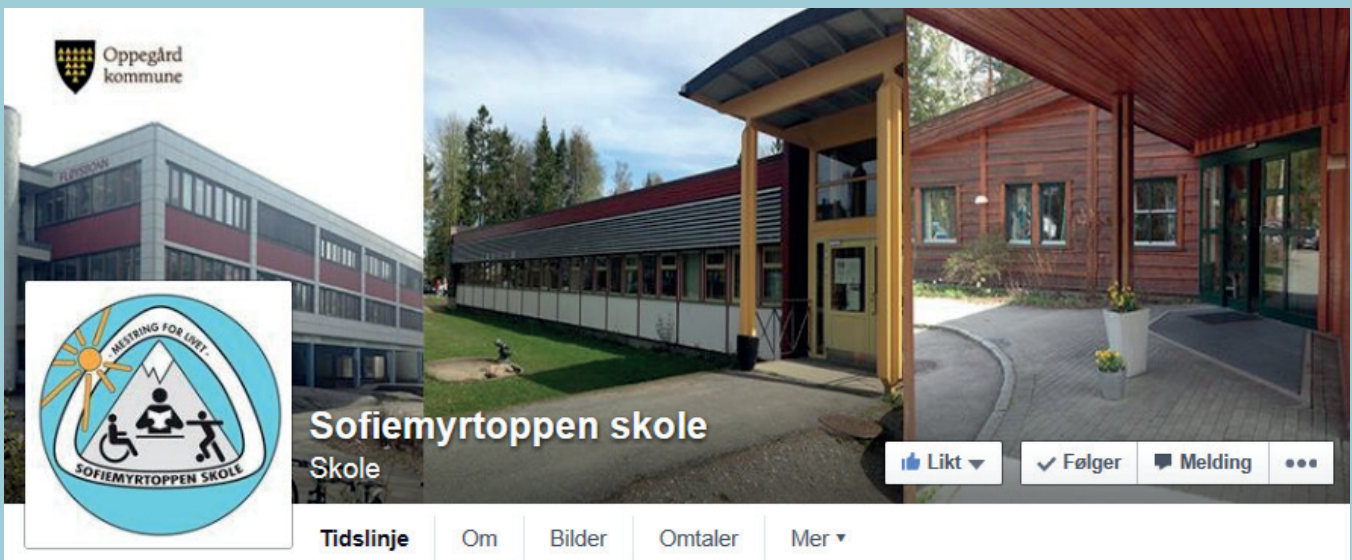 Oppegård
kommune
FLØYSBONN
- MESTRING FOR LIVET -
SOFIEMYRTOPPEN SKOLE
Sofiemyrtoppen skole
Skole
Likt
Følger
Melding
Tidslinje
Om
Bilder
Omtaler
Mer